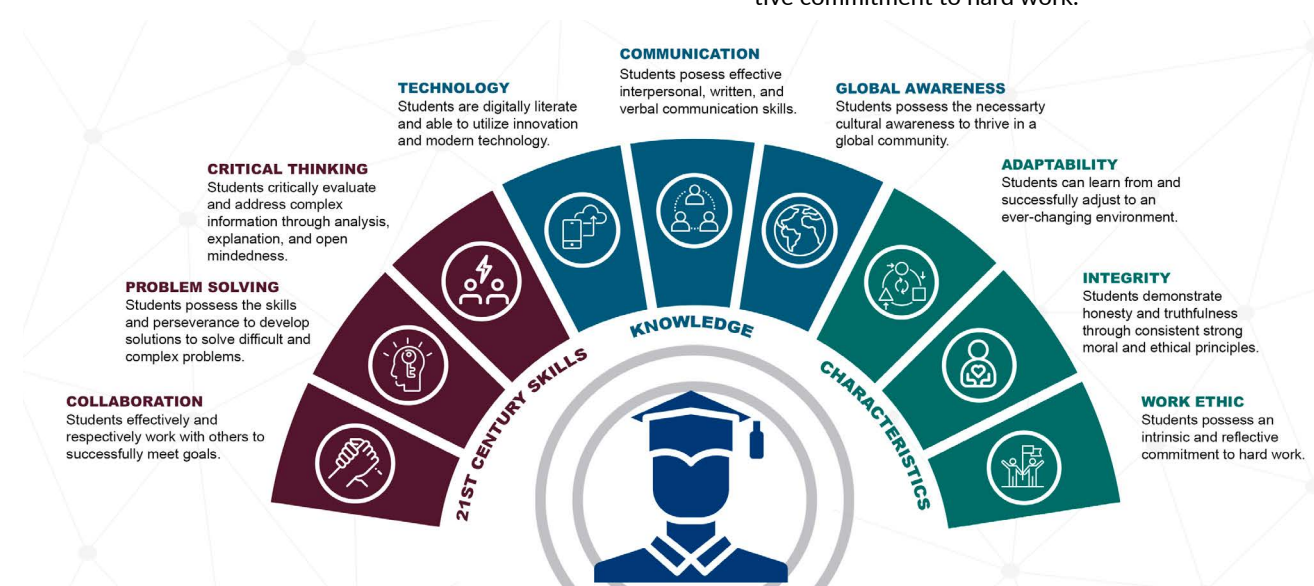 tive commitment to hard work.
COLLABORATION
Students effectively and
respectively work with others to
successfully meet goals.
PROBLEM SOLVING
Students possess the skills
and perseverance to develop
solutions to solve difficult and
complex problems.
CRITICAL THINKING
Students critically evaluate
and address complex
information through analysis,
explanation, and open
mindedness.
TECHNOLOGY
Students are digitally literate
and able to utilize innovation
and modern technology.
COMMUNICATION
Students posess effective
interpersonal, written, and
verbal communication skills.
GLOBAL AWARENESS
Students possess the necessarty
cultural awareness to thrive in a
global community.
ADAPTABILITY
Students can learn from and
successfully adjust to an
ever-changing environment.
INTEGRITY
Students demonstrate
honesty and truthfulness
through consistent strong
moral and ethical principles.
WORK ETHIC
Students possess an
intrinsic and reflective
commitment to hard work.
21ST CENTURY SKILLS
KNOWLEDGE
CHARACTERISTICS